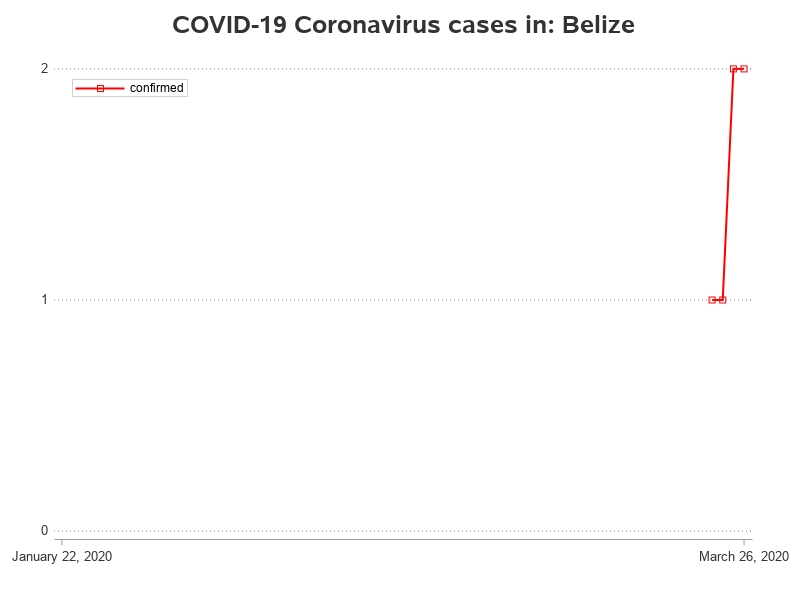 COVID-19 Coronavirus cases in: Belize
2
confirmed
1
0
January 22, 2020
March 26, 2020